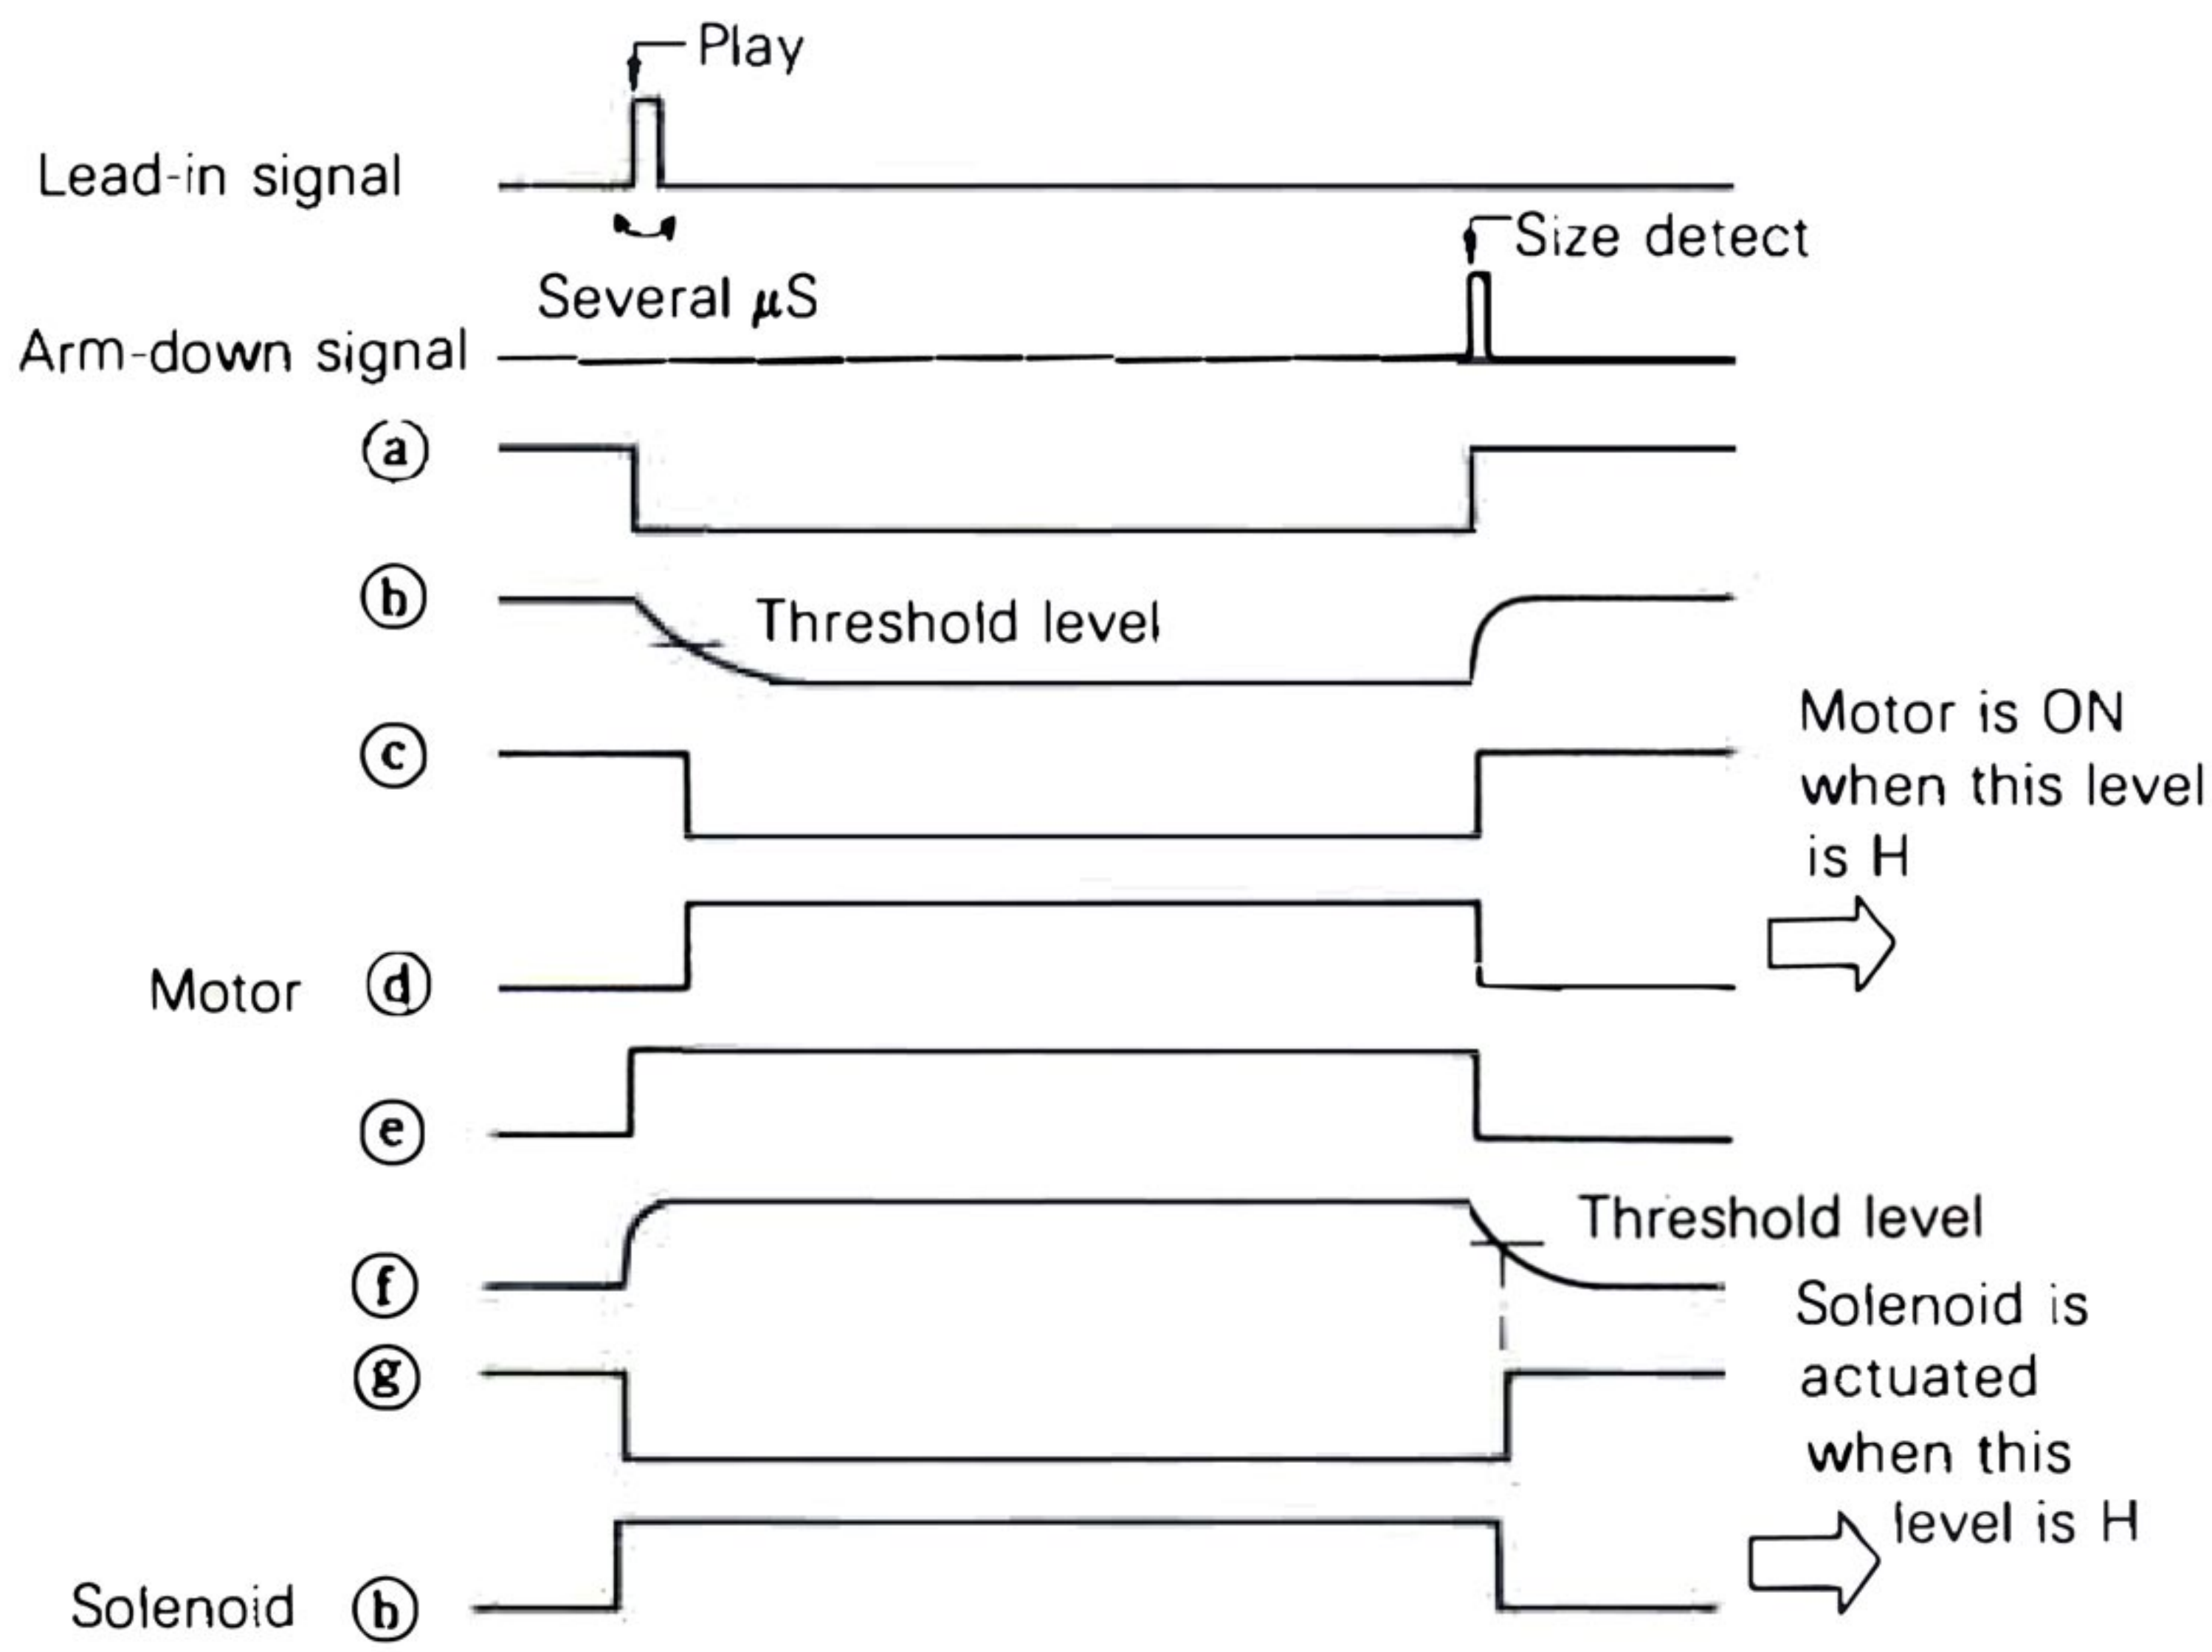 Play
Lead-in signal
Size detect
Several μS
Arm-down signal
a
b
Threshold level
c
Motor is ON
when this level
is H
Motor d
e
Threshold level
f
Solenoid is
g
actuated
when this
level is H
Solenoid h